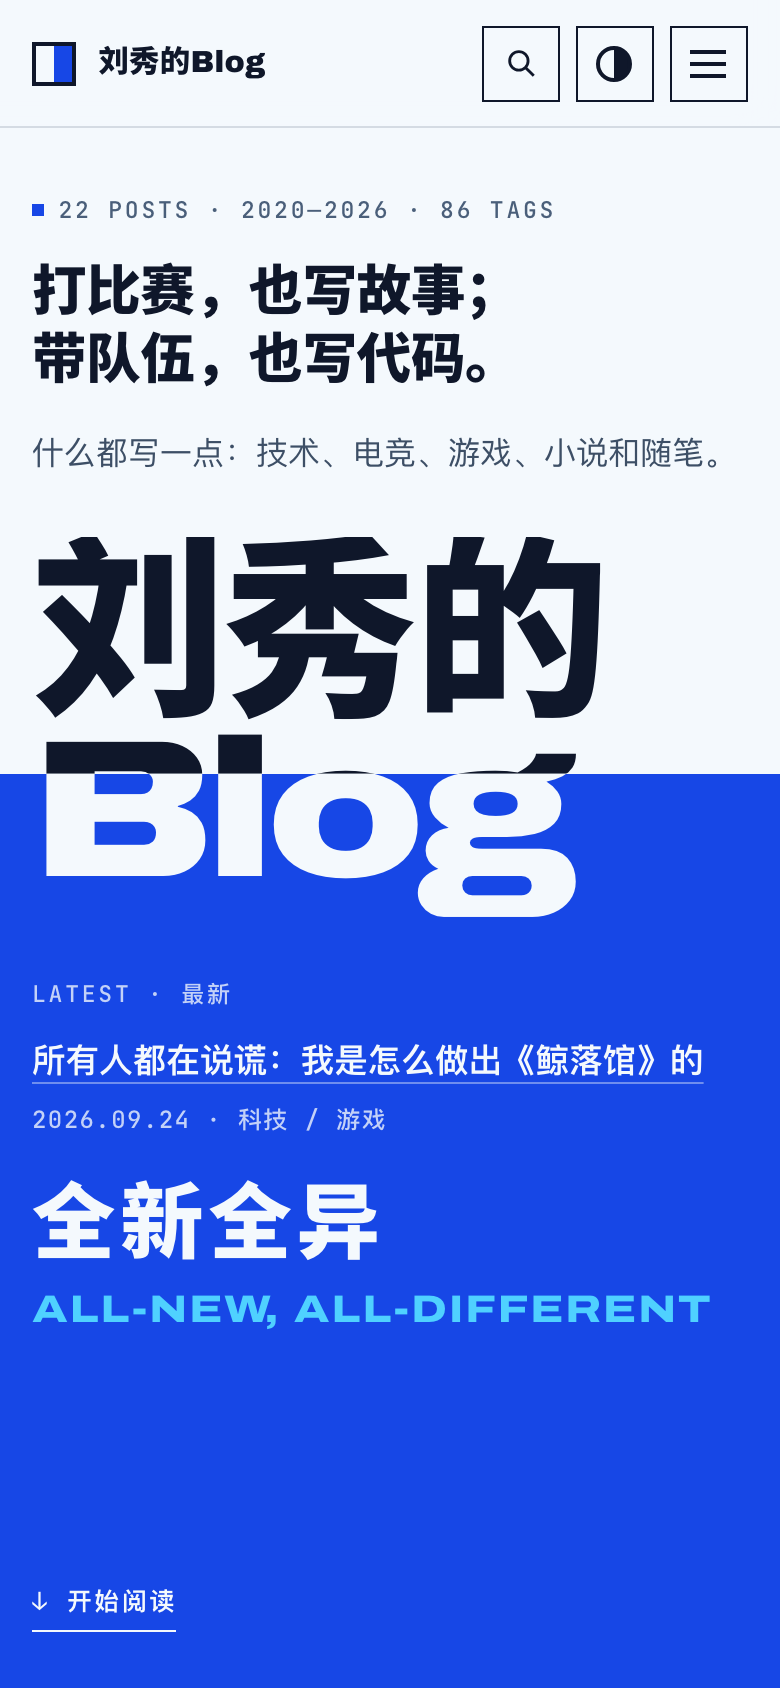 刘秀的Blog
22 POSTS · 2020—2026 · 86 TAGS
打比赛，也写故事；
带队伍，也写代码。
什么都写一点：技术、电竞、游戏、小说和随笔。
刘秀的
Blog
LATEST · 最新
所有人都在说谎：我是怎么做出《鲸落馆》的
2026.09.24 · 科技 / 游戏
全新全异
ALL-NEW, ALL-DIFFERENT
↓ 开始阅读